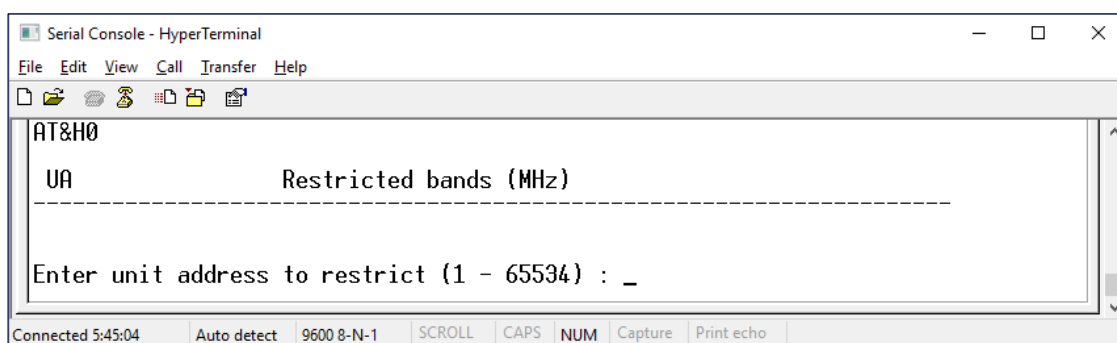 Serial Console - HyperTerminal
File Edit View Call Transfer Help
AT&H0
UA Restricted bands (MHz)
----------------------------------------------------------------------
Enter unit address to restrict (1 - 65534) : _
Connected 5:45:04 Auto detect 9600 8-N-1 SCROLL CAPS NUM Capture Print echo